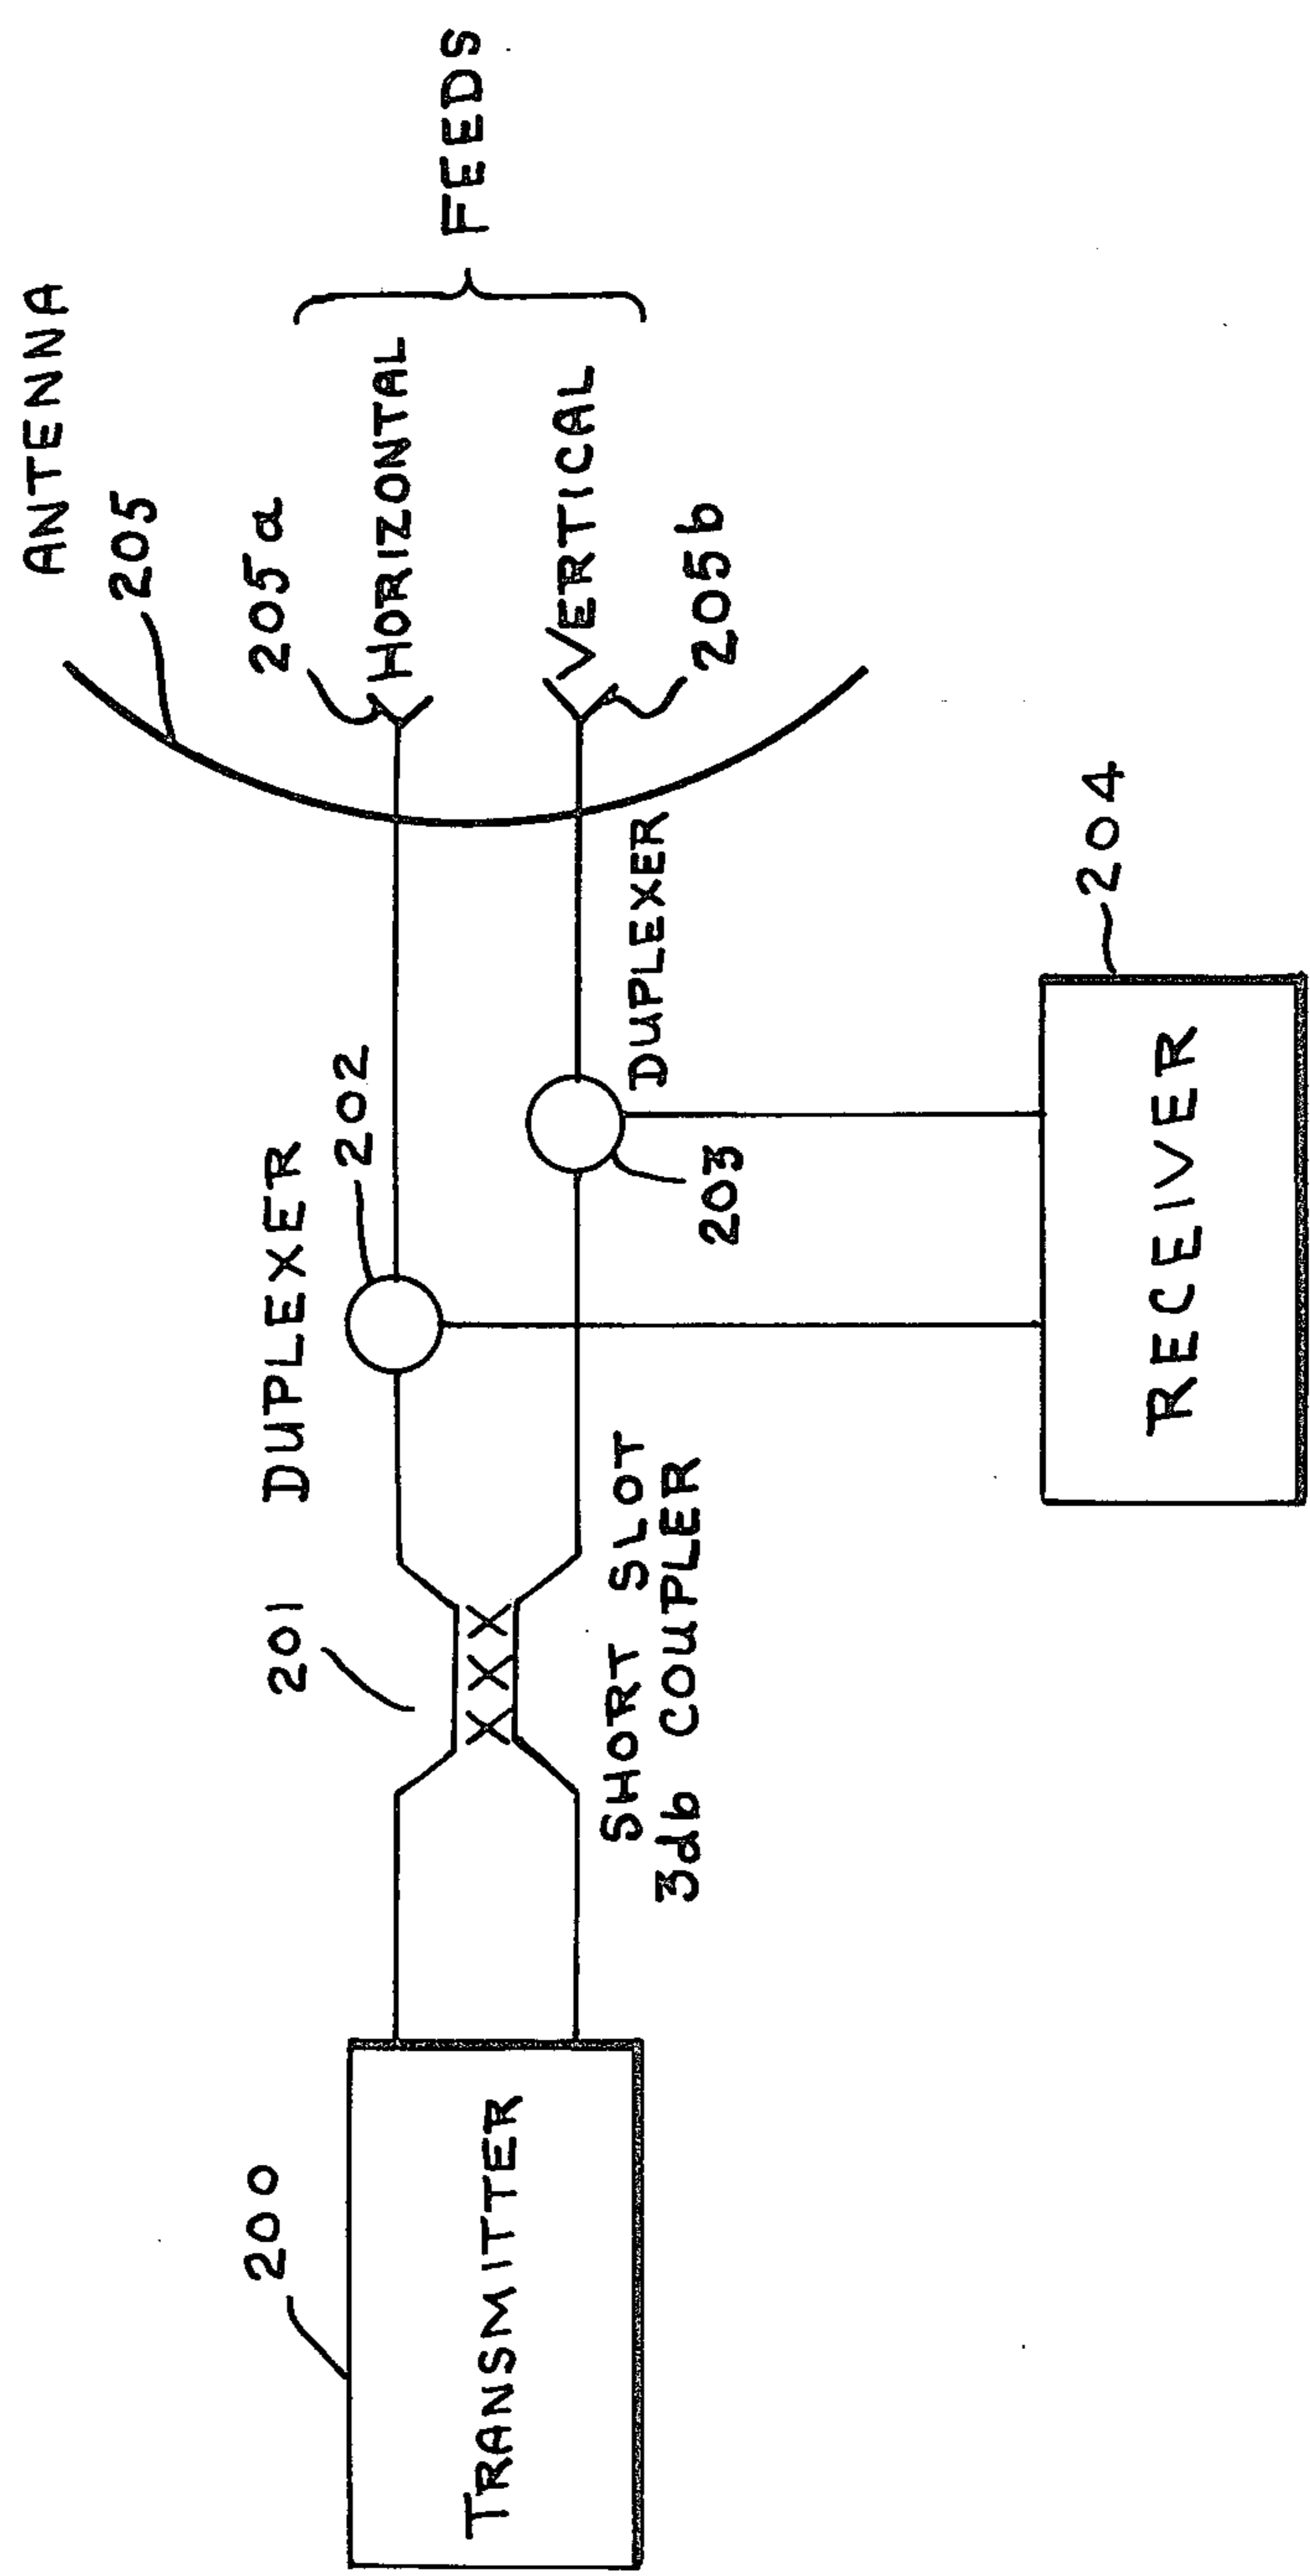 ANTENNA
205
205a
HORIZONTAL
FEEDS
VERTICAL
205b
DUPLEXER
202
DUPLEXER
203
201
SHORT SLOT
3db COUPLER
200
TRANSMITTER
204
RECEIVER